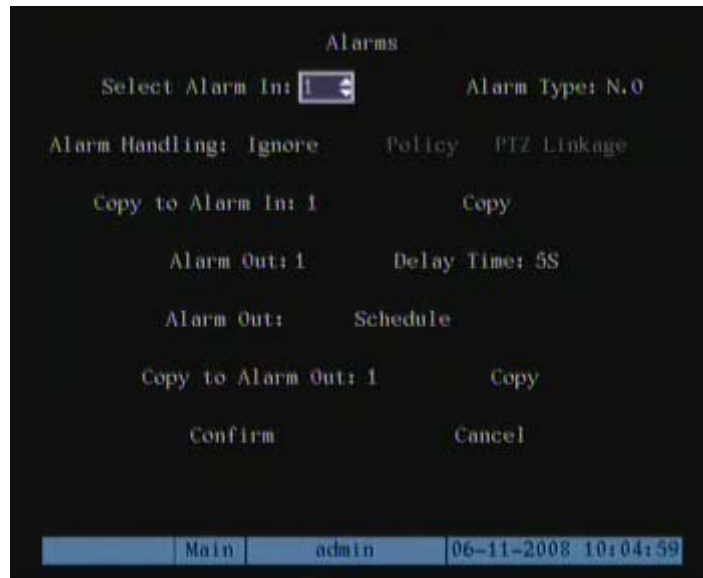 Alarms
Select Alarm In: 1 Alarm Type: N.O
Alarm Handling: Ignore Policy PTZ Linkage
Copy to Alarm In: 1 Copy
Alarm Out: 1 Delay Time: 5S
Alarm Out: Schedule
Copy to Alarm Out: 1 Copy
Confirm Cancel
Main admin 06-11-2008 10:04:59